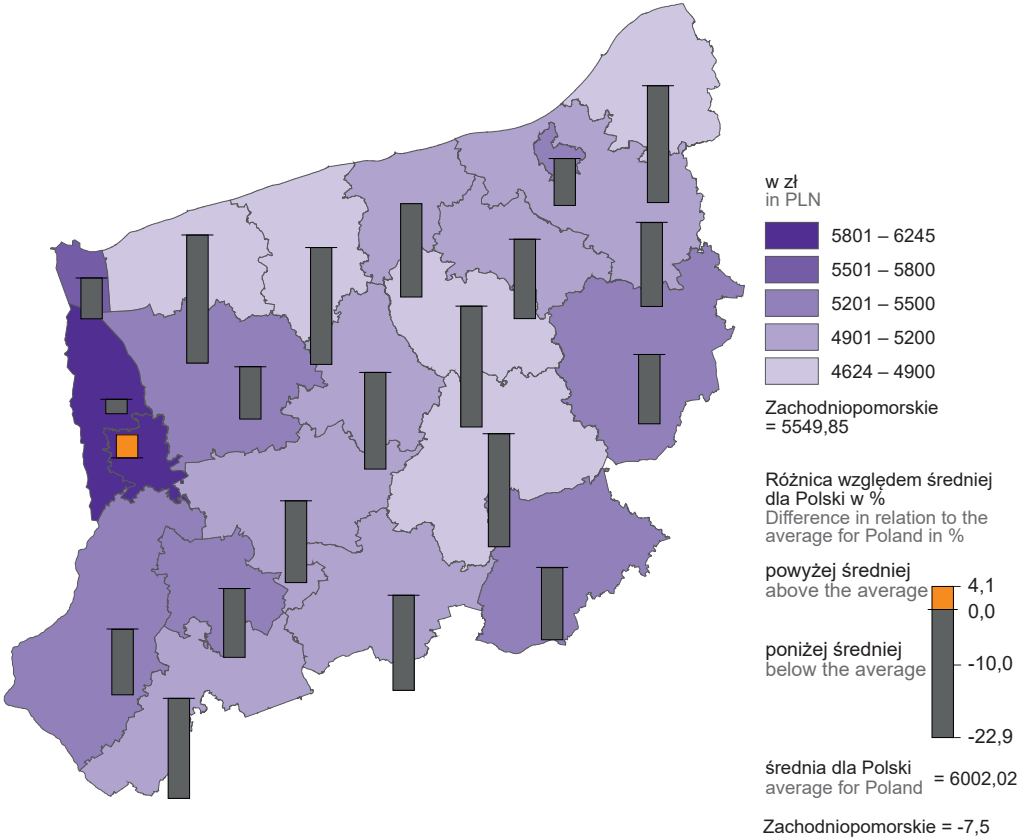 w zł
in PLN
5801 – 6245
5501 – 5800
5201 – 5500
4901 – 5200
4624 – 4900
Zachodniopomorskie
= 5549,85
Różnica względem średniej
dla Polski w %
Difference in relation to the
average for Poland in %
powyżej średniej
above the average
4,1
0,0
poniżej średniej
below the average
-10,0
-22,9
średnia dla Polski
average for Poland
= 6002,02
Zachodniopomorskie = -7,5